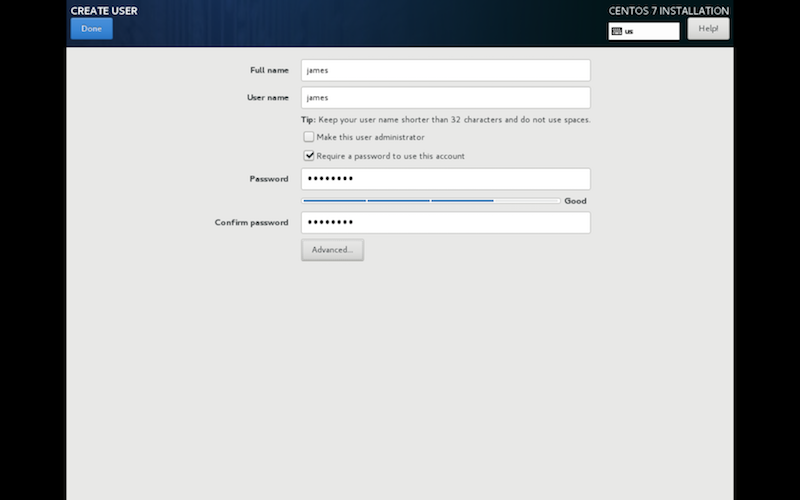 CREATE USER
CENTOS 7 INSTALLATION
Done
us
Help!
Full name
james
User name
james
Tip: Keep your user name shorter than 32 characters and do not use spaces.
Make this user administrator
Require a password to use this account
Password
••••••••
Good
Confirm password
••••••••
Advanced...